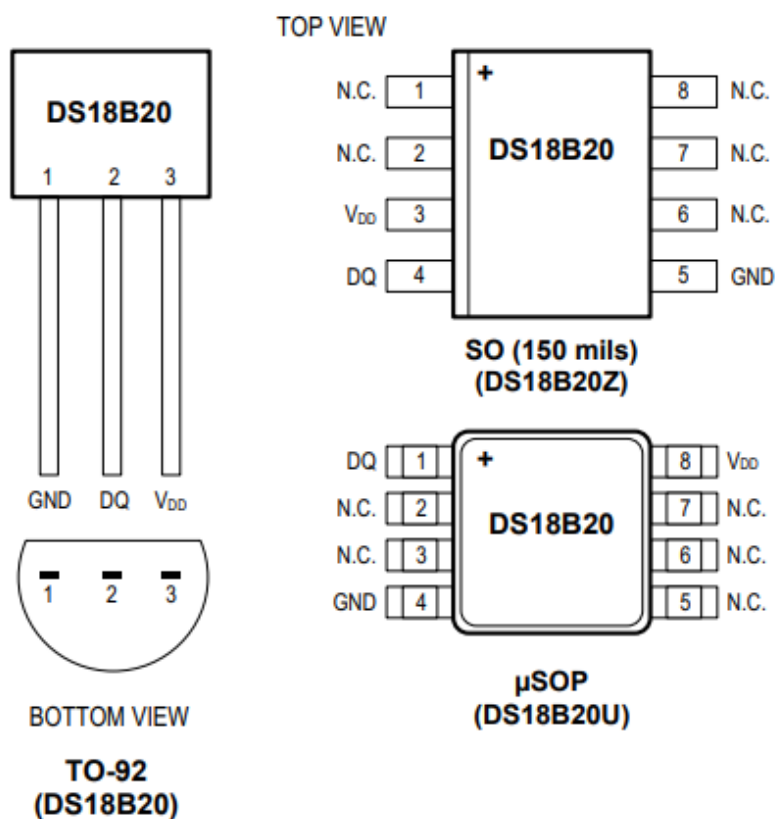 TOP VIEW
DS18B20
1 2 3
GND DQ VDD
1 2 3
BOTTOM VIEW
TO-92
(DS18B20)
N.C. 1 + 8 N.C.
N.C. 2 DS18B20 7 N.C.
VDD 3 6 N.C.
DQ 4 5 GND
SO (150 mils)
(DS18B20Z)
DQ 1 + 8 VDD
N.C. 2 DS18B20 7 N.C.
N.C. 3 6 N.C.
GND 4 5 N.C.
µSOP
(DS18B20U)